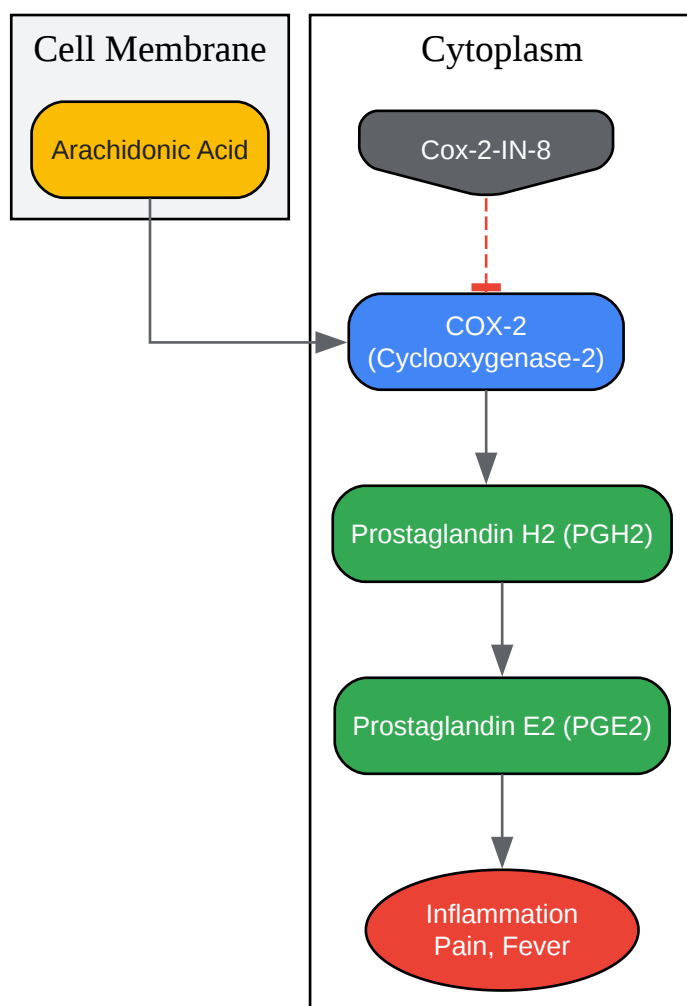 Cell Membrane
Arachidonic Acid
Cytoplasm
Cox-2-IN-8
COX-2
(Cyclooxygenase-2)
Prostaglandin H2 (PGH2)
Prostaglandin E2 (PGE2)
Inflammation
Pain, Fever